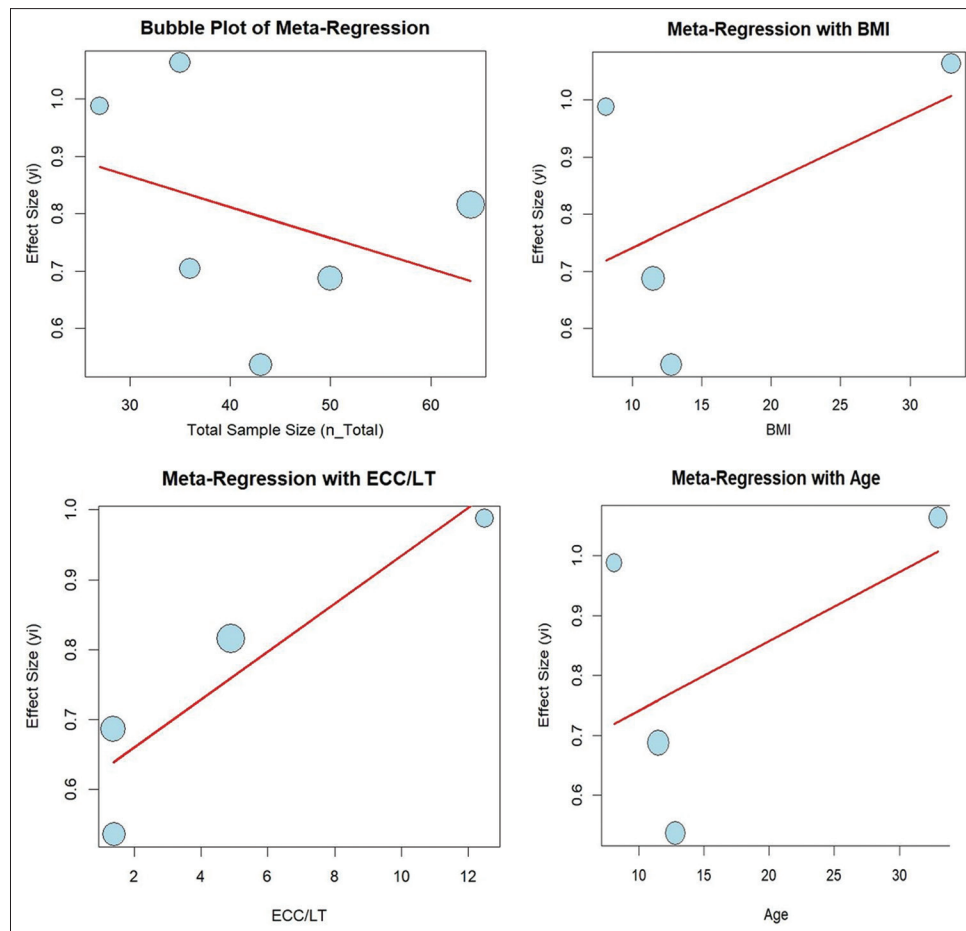 Bubble Plot of Meta-Regression
Effect Size (yi)
1.0
0.9
0.8
0.7
0.6
30 40 50 60
Total Sample Size (n_Total)
Meta-Regression with BMI
Effect Size (yi)
1.0
0.9
0.8
0.7
0.6
10 15 20 25 30
BMI
Meta-Regression with ECC/LT
Effect Size (yi)
1.0
0.9
0.8
0.7
0.6
2 4 6 8 10 12
ECC/LT
Meta-Regression with Age
Effect Size (yi)
1.0
0.9
0.8
0.7
0.6
10 15 20 25 30
Age